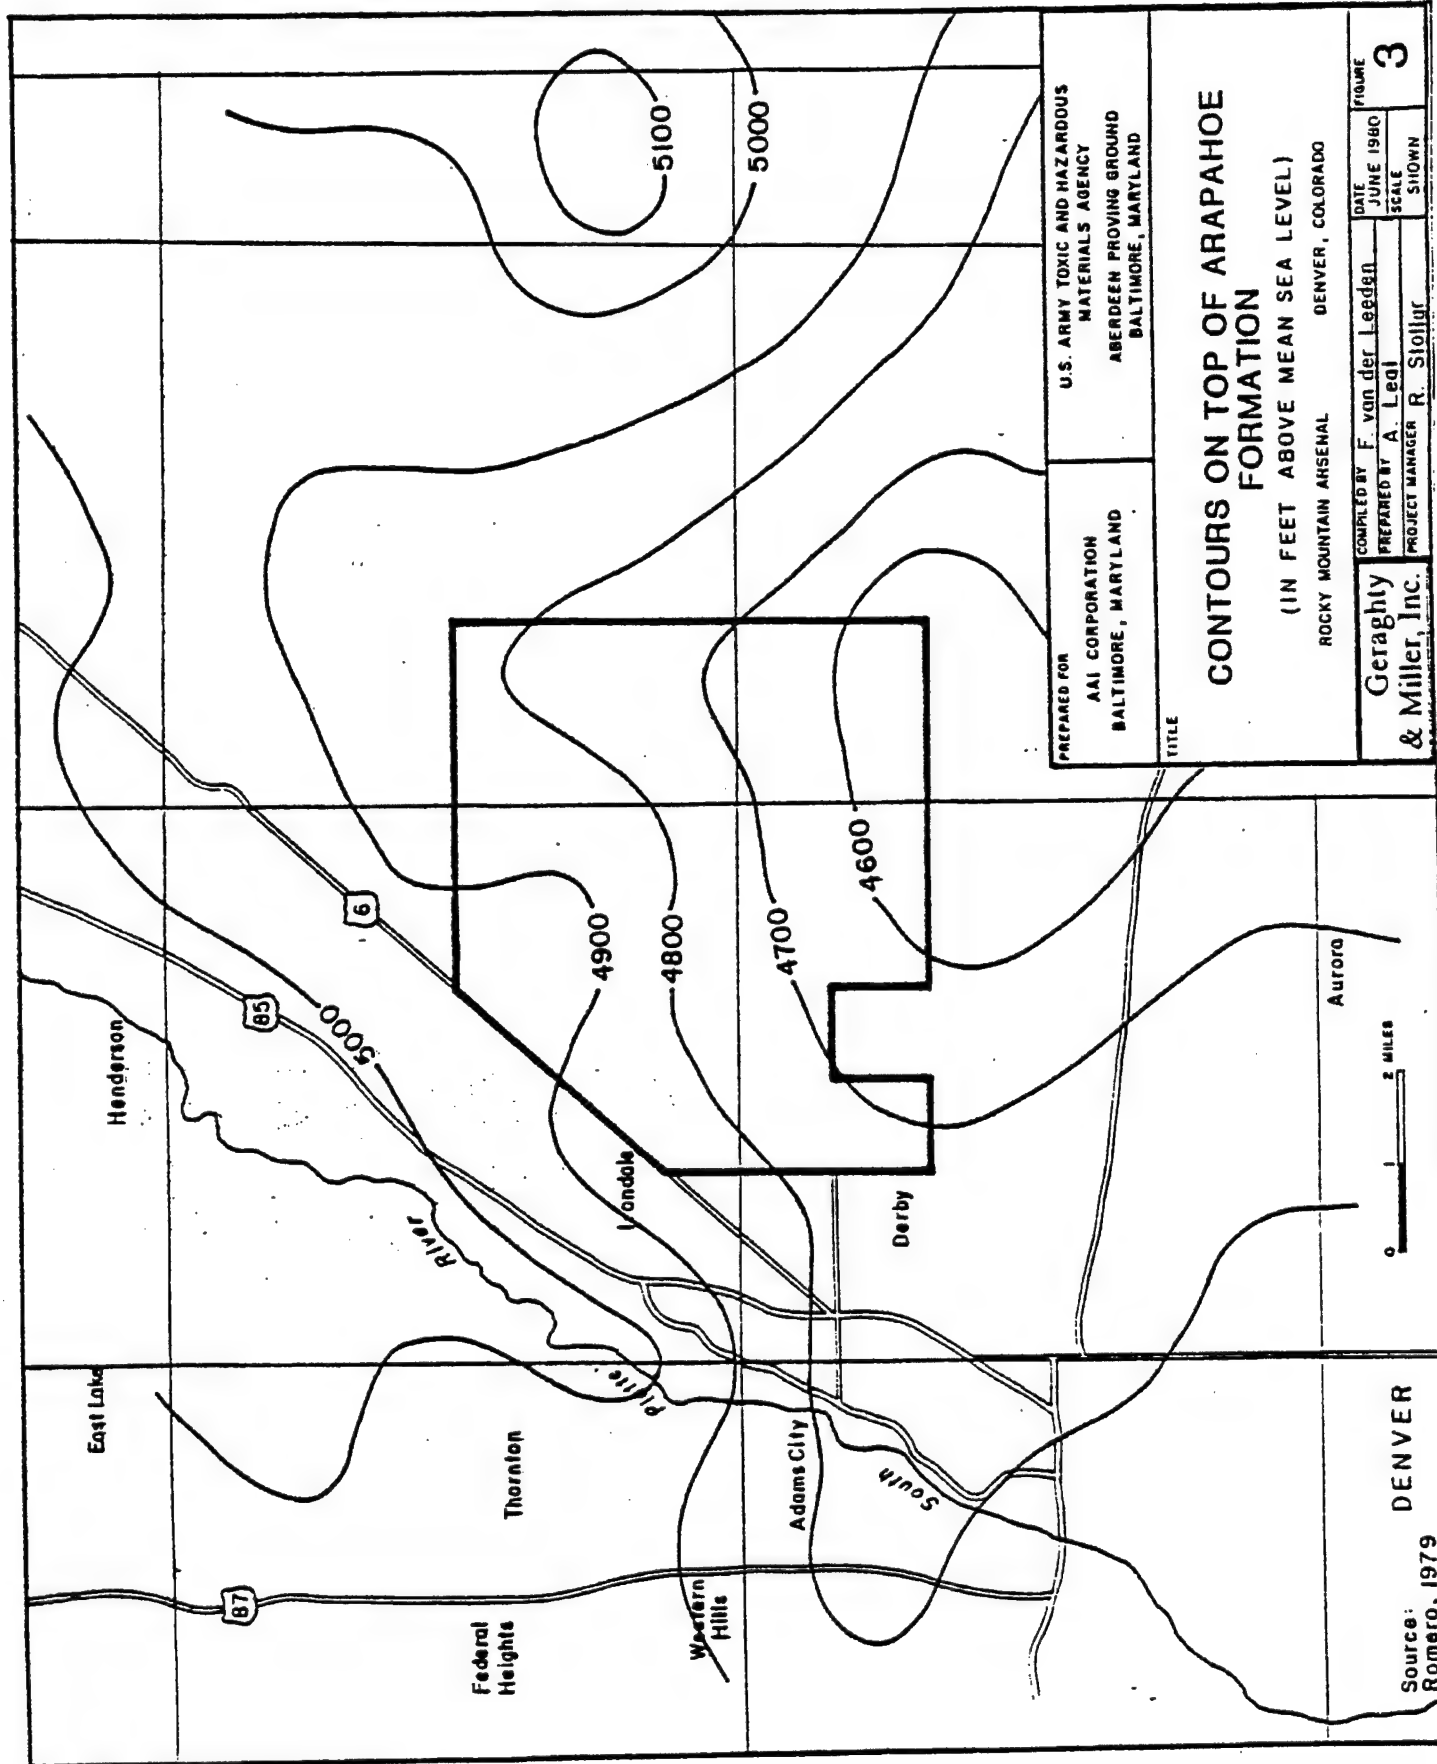 East Lake
Henderson
87
85
6
5000
River
Platte
South
Thornton
Federal
Heights
Western
Hills
Adams City
Irondale
Derby
4900
4800
4700
4600
5100
5000
Aurora
DENVER
0 1 2 MILES
Source:
Romero, 1979
PREPARED FOR
AAI CORPORATION
BALTIMORE, MARYLAND
U.S. ARMY TOXIC AND HAZARDOUS
MATERIALS AGENCY
ABERDEEN PROVING GROUND
BALTIMORE, MARYLAND
TITLE
CONTOURS ON TOP OF ARAPAHOE
FORMATION
(IN FEET ABOVE MEAN SEA LEVEL)
ROCKY MOUNTAIN ARSENAL DENVER, COLORADO
Geraghty
& Miller, Inc.
COMPILED BY F. van der Leeden
PREPARED BY A. Leal
PROJECT MANAGER R. Stollar
DATE
JUNE 1980
SCALE
SHOWN
FIGURE
3